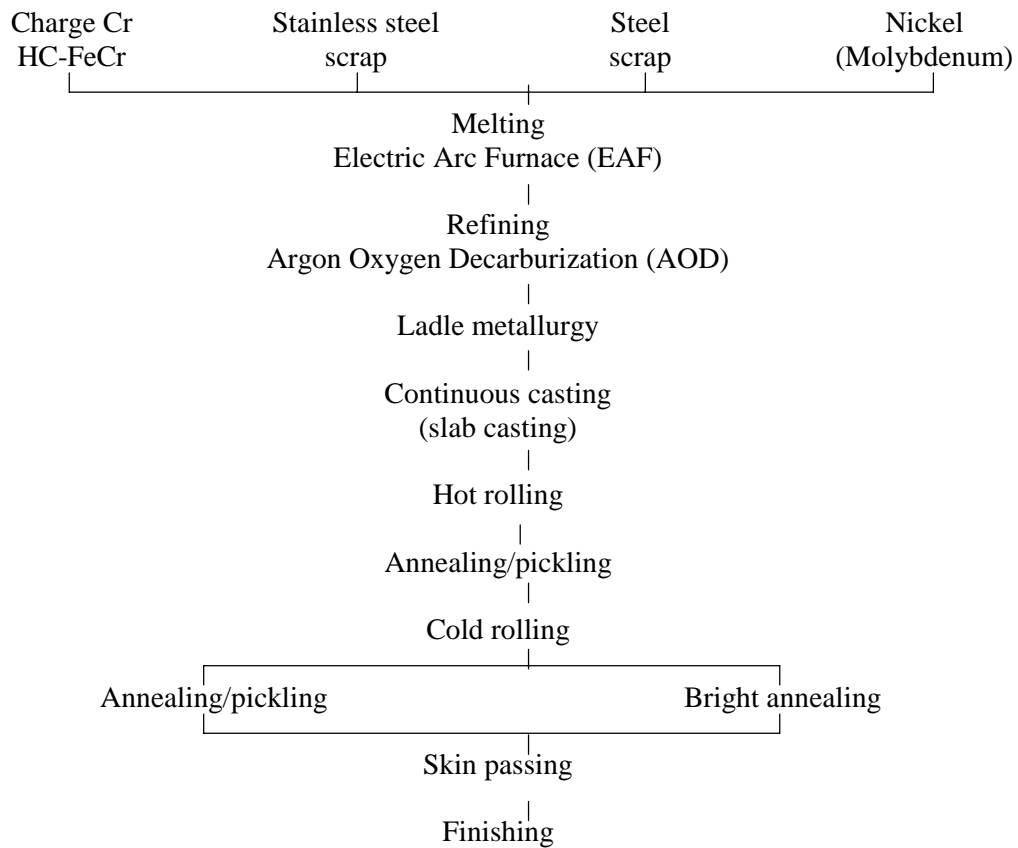 Charge Cr
HC-FeCr
Stainless steel
scrap
Steel
scrap
Nickel
(Molybdenum)
Melting
Electric Arc Furnace (EAF)
Refining
Argon Oxygen Decarburization (AOD)
Ladle metallurgy
Continuous casting
(slab casting)
Hot rolling
Annealing/pickling
Cold rolling
Annealing/pickling
Bright annealing
Skin passing
Finishing